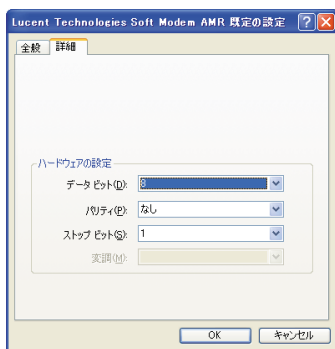 Lucent Technologies Soft Modem AMR 既定の設定
全般 詳細
ハードウェアの設定
データ ビット(D): 8
パリティ(P): なし
ストップ ビット(S): 1
変調(M):
OK キャンセル